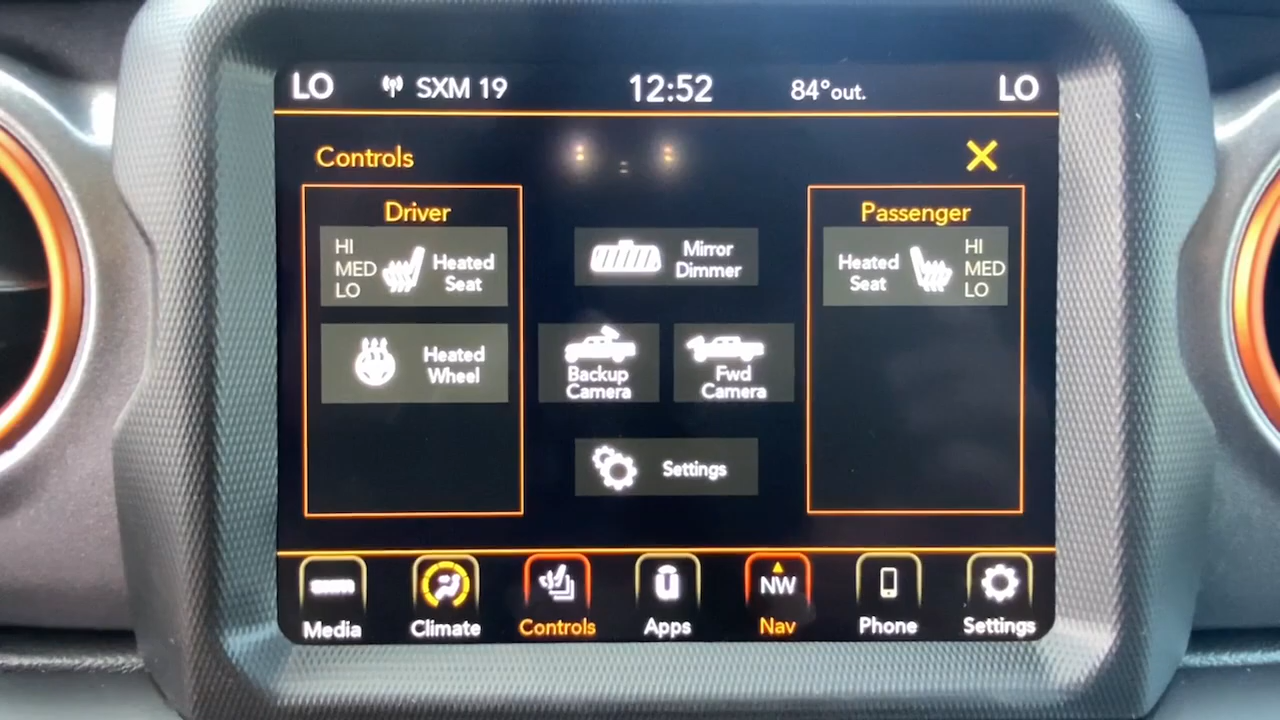 LO SXM 19 12:52 84°out. LO
Controls
Driver
HI
MED
LO
Heated
Seat
Heated
Wheel
Mirror
Dimmer
Backup
Camera
Fwd
Camera
Settings
Passenger
Heated
Seat
HI
MED
LO
NW
Media Climate Controls Apps Nav Phone Settings